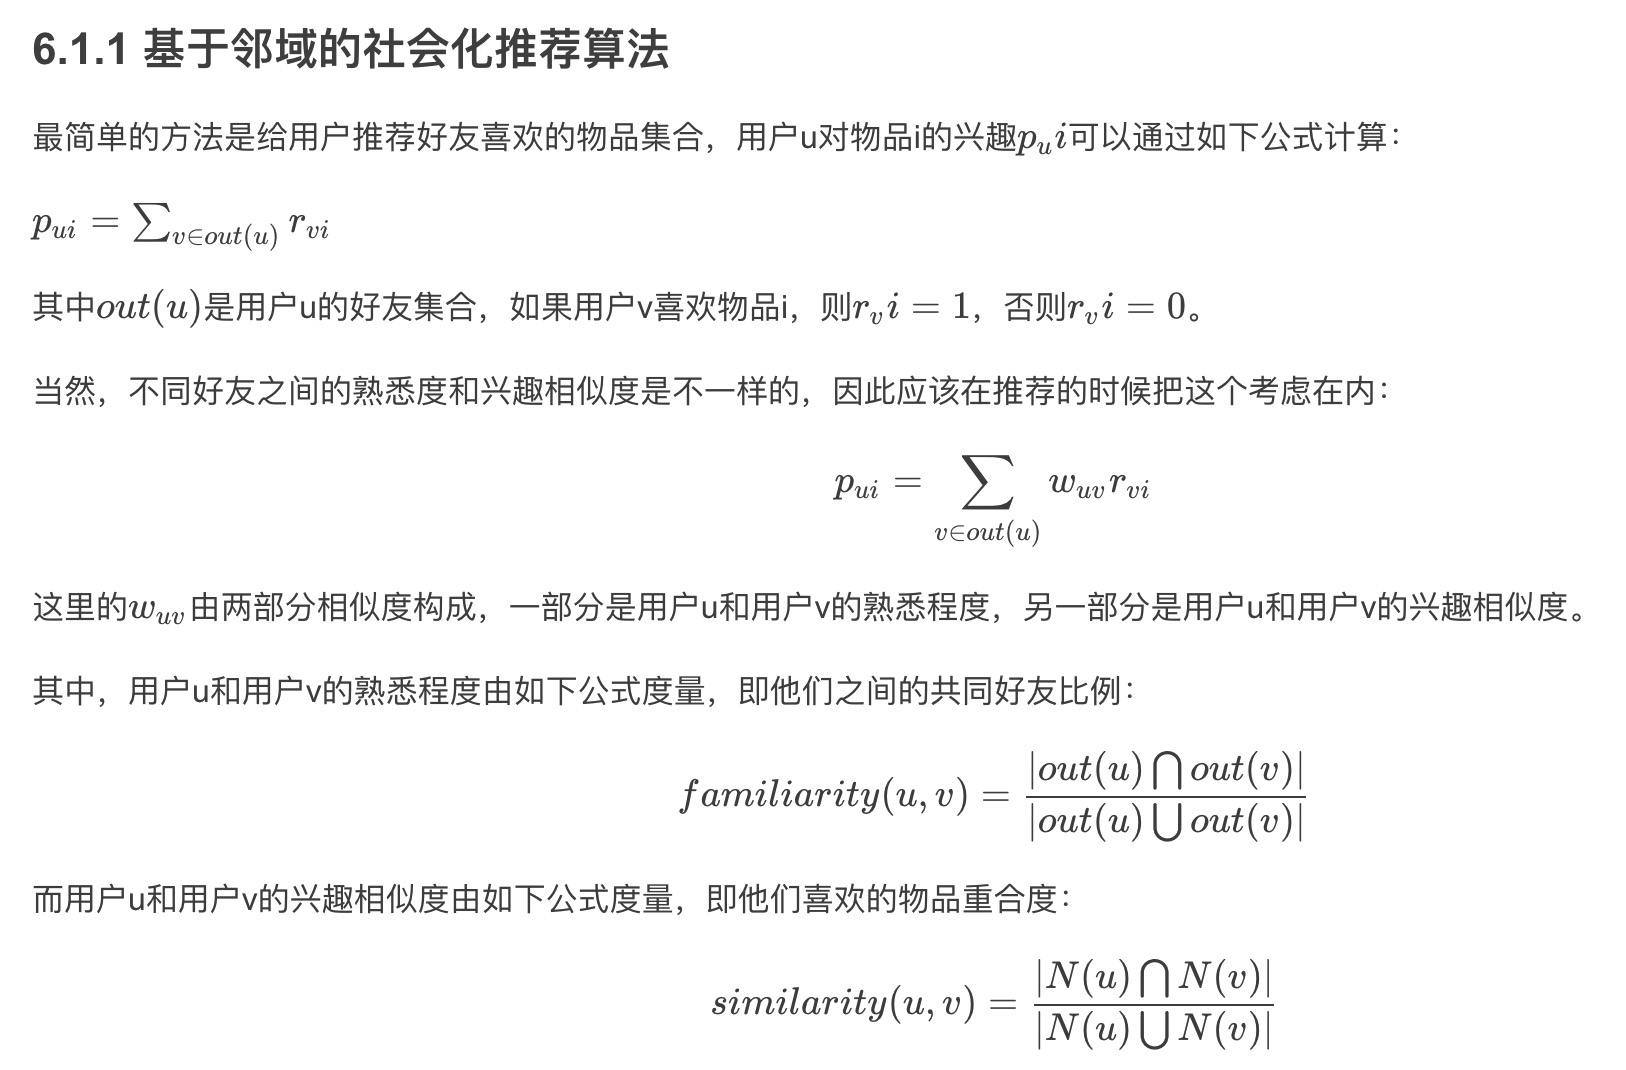 6.1.1 基于邻域的社会化推荐算法
最简单的方法是给用户推荐好友喜欢的物品集合，用户u对物品i的兴趣$p_ui$可以通过如下公式计算：
$p_{ui} = \sum_{v \in out(u)} r_{vi}$
其中$out(u)$是用户u的好友集合，如果用户v喜欢物品i，则$r_vi = 1$，否则$r_vi = 0$。
当然，不同好友之间的熟悉度和兴趣相似度是不一样的，因此应该在推荐的时候把这个考虑在内：
$p_{ui} = \sum_{v \in out(u)} w_{uv} r_{vi}$
这里的$w_{uv}$由两部分相似度构成，一部分是用户u和用户v的熟悉程度，另一部分是用户u和用户v的兴趣相似度。
其中，用户u和用户v的熟悉程度由如下公式度量，即他们之间的共同好友比例：
$familiarity(u, v) = \frac{|out(u) \bigcap out(v)|}{|out(u) \bigcup out(v)|}$
而用户u和用户v的兴趣相似度由如下公式度量，即他们喜欢的物品重合度：
$similarity(u, v) = \frac{|N(u) \bigcap N(v)|}{|N(u) \bigcup N(v)|}$